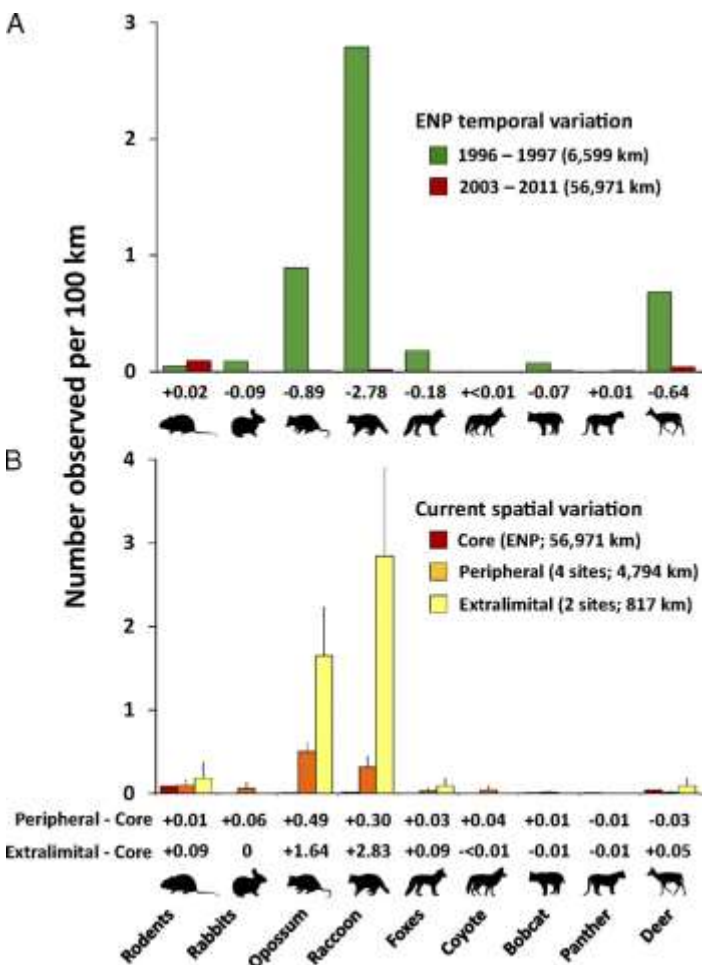 A
3
2
1
0
Number observed per 100 km
ENP temporal variation
1996 – 1997 (6,599 km)
2003 – 2011 (56,971 km)
+0.02 -0.09 -0.89 -2.78 -0.18 +<0.01 -0.07 +0.01 -0.64
B
4
3
2
1
0
Current spatial variation
Core (ENP; 56,971 km)
Peripheral (4 sites; 4,794 km)
Extralimital (2 sites; 817 km)
Peripheral - Core +0.01 +0.06 +0.49 +0.30 +0.03 +0.04 +0.01 -0.01 -0.03
Extralimital - Core +0.09 0 +1.64 +2.83 +0.09 -<0.01 -0.01 -0.01 +0.05
Rodents
Rabbits
Opossum
Raccoon
Foxes
Coyote
Bobcat
Panther
Deer